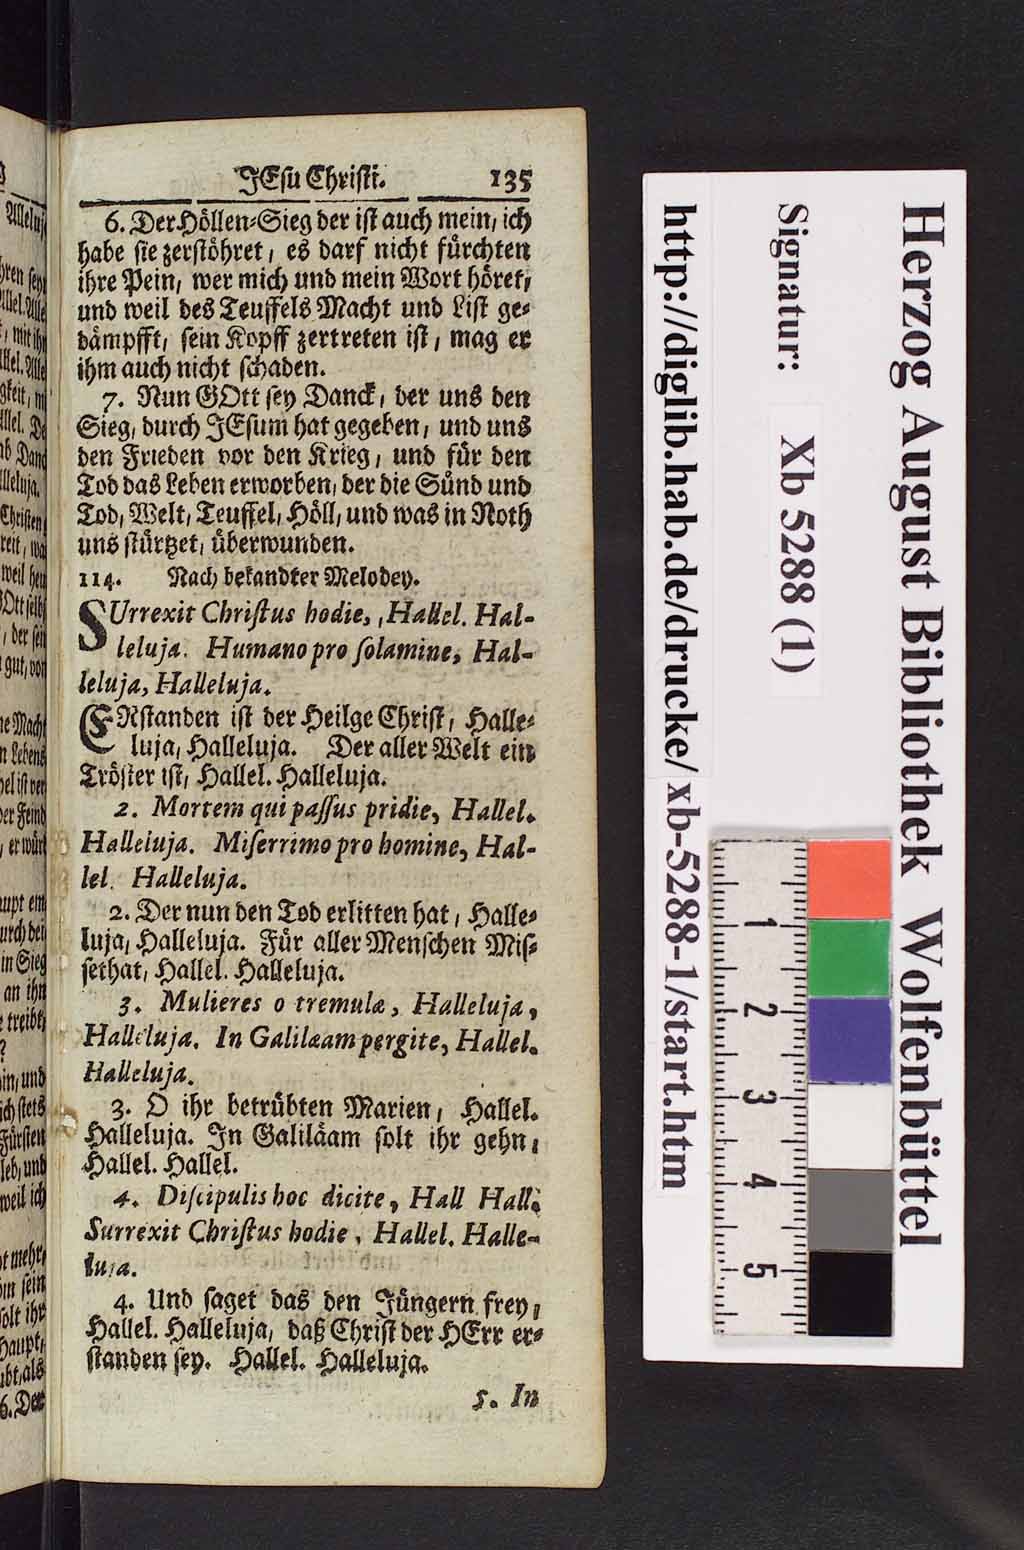 JEsu Christi. 135
6. Der Höllen-Sieg der ist auch mein/ ich
habe sie zerstöhret / es darf nicht fürchten
ihre Pein/ wer mich und mein Wort höret/
und weil des Teuffels Macht und List ge-
dämpfft/ sein Kopff zertreten ist / mag er
ihm auch nicht schaden.
7. Nun GOtt sey Danck / der uns den
Sieg/ durch JEsum hat gegeben / und uns
den Frieden vor den Krieg / und für den
Tod das Leben erworben/ der die Sünd und
Tod/ Welt/ Teuffel/ Höll/ und was in Noth
uns stürtzet/ überwunden.
114. Nach bekandter Melodey.
SUrrexit Christus hodie, , Hallel. Hal-
leluja. Humano pro solamine, Hal-
leluja, Halleluja.
ERstanden ist der Heilge Christ / Halle-
luja/ Halleluja. Der aller Welt ein
Tröster ist/ Hallel. Halleluja.
2. Mortem qui passus pridie, Hallel.
Halleluja. Miserrimo pro homine, Hal-
lel. Halleluja.
2. Der nun den Tod erlitten hat / Halle-
luja/ Halleluja. Für aller Menschen Mis-
sethat/ Hallel. Halleluja.
3. Mulieres o tremulæ, Halleluja,
Halleluja. In Galilæam pergite, Hallel.
Halleluja.
3. O ihr betrübten Marien / Hallel.
Halleluja. In Galiläam solt ihr gehn /
Hallel. Hallel.
4. Discipulis hoc dicite, Hall Hall.
Surrexit Christus hodie, Hallel. Halle-
luja.
4. Und saget das den Jüngern frey /
Hallel. Halleluja/ daß Christ der HErr er-
standen sey. Hallel. Halleluja.
5. In
Herzog August Bibliothek Wolfenbüttel
Signatur: Xb 5288 (1)
http://diglib.hab.de/drucke/xb-5288-1/start.htm
1
2
3
4
5